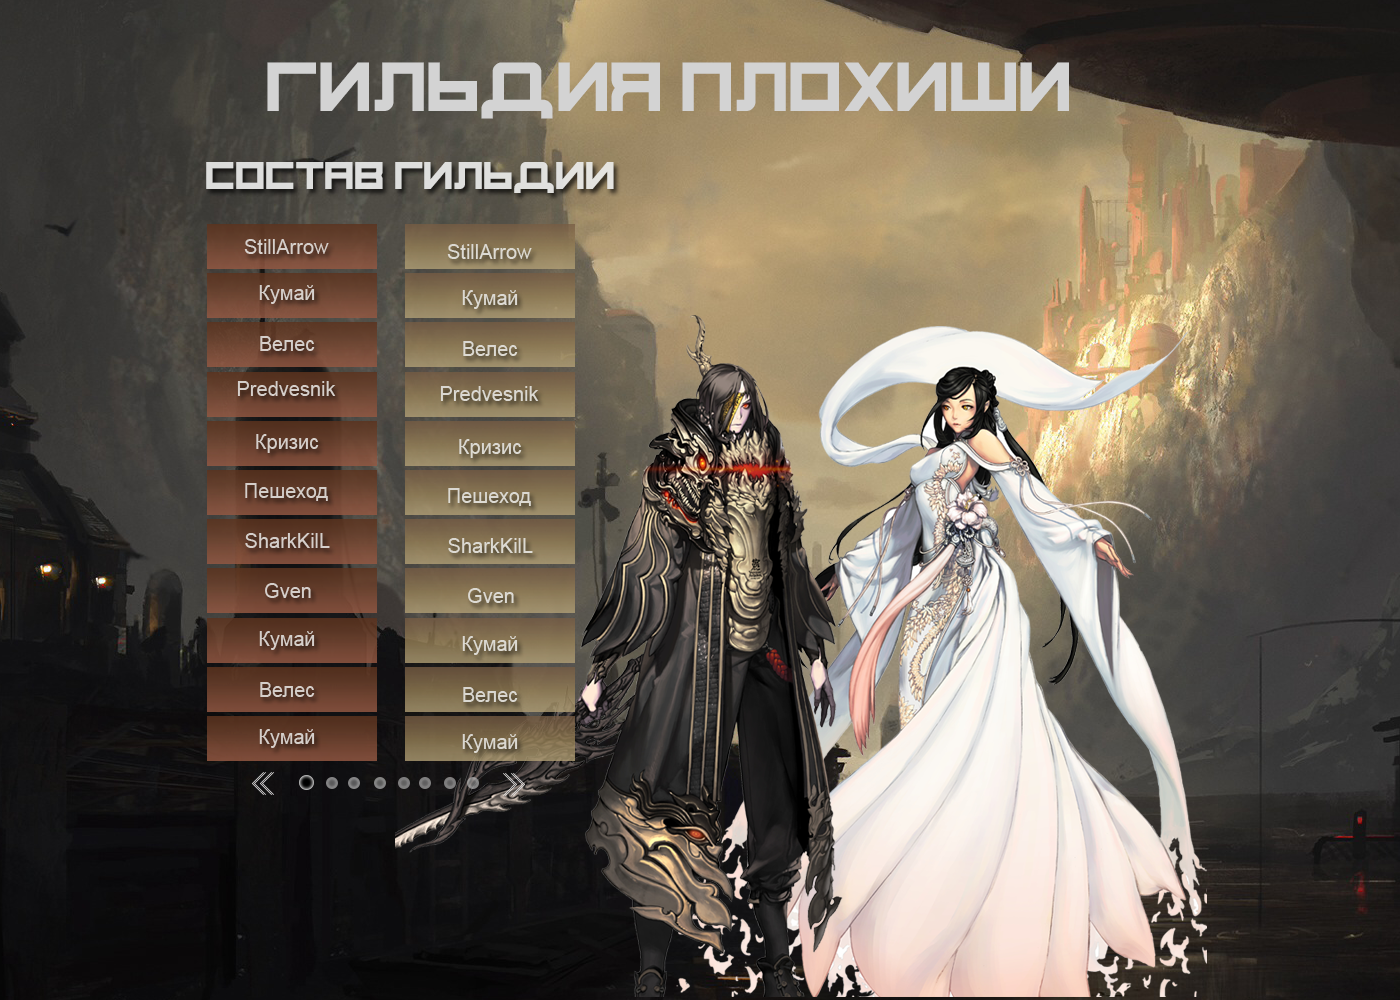 ГИЛЬДИЯ ПЛОХИШИ
СОСТАВ ГИЛЬДИИ
StillArrow
Кумай
Велес
Predvesnik
Кризис
Пешеход
SharkKilL
Gven
Кумай
Велес
Кумай
StillArrow
Кумай
Велес
Predvesnik
Кризис
Пешеход
SharkKilL
Gven
Кумай
Велес
Кумай